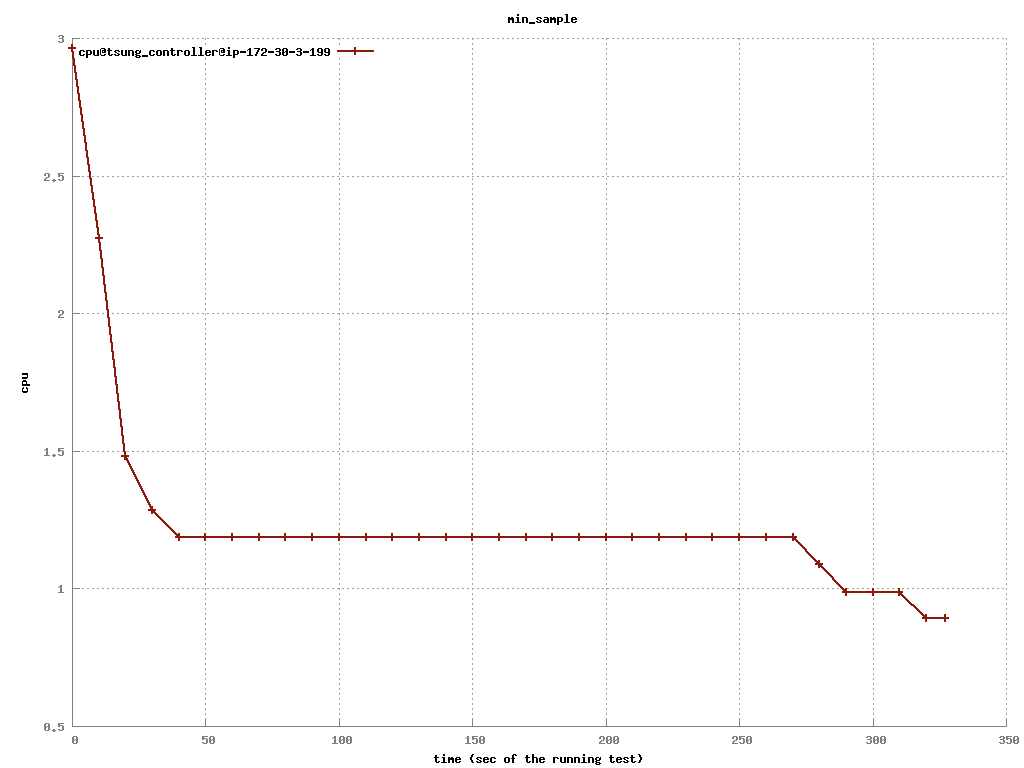 min_sample
cpu@tsung_controller@ip-172-30-3-199
3
2.5
2
1.5
1
0.5
cpu
0 50 100 150 200 250 300 350
time (sec of the running test)